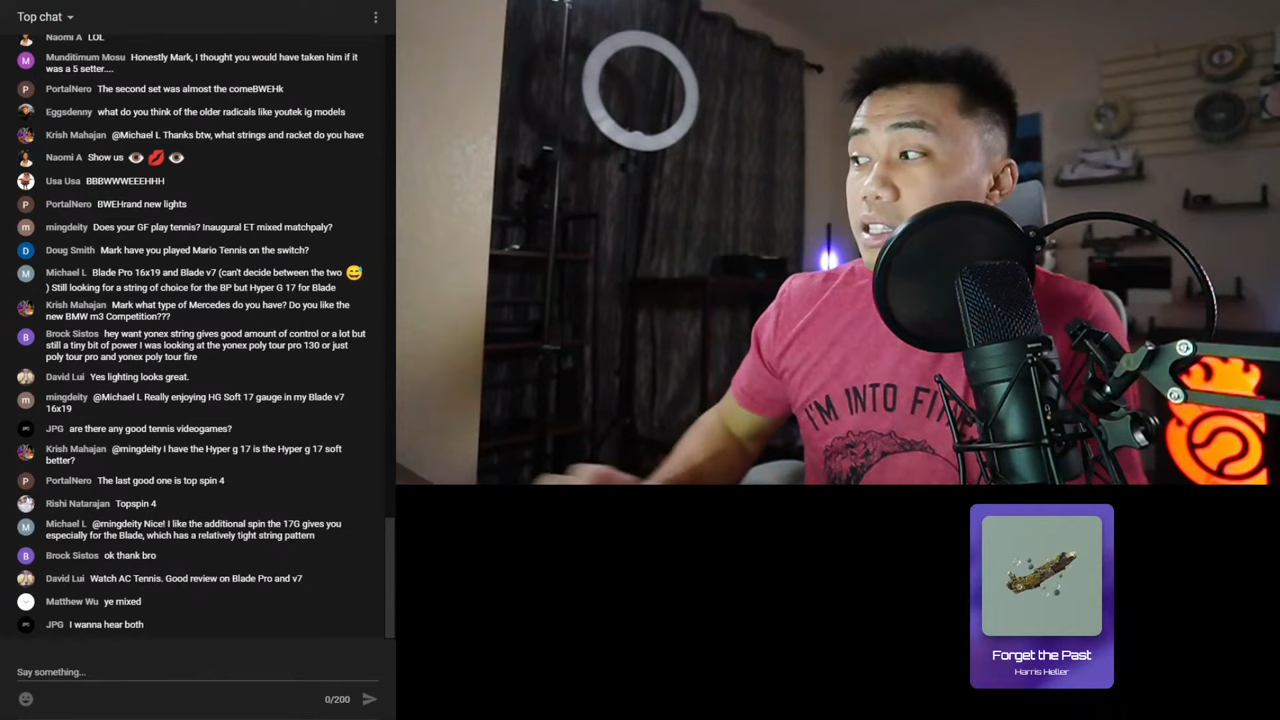 Top chat
Naomi A LOL
Munditimum Mosu Honestly Mark, I thought you would have taken him if it
was a 5 setter....
PortalNero The second set was almost the comeBWEHk
Eggsdenny what do you think of the older radicals like youtek ig models
Krish Mahajan @Michael L Thanks btw, what strings and racket do you have
Naomi A Show us 👁️ 💋 👁️
Usa Usa BBBWWWEEEHHH
PortalNero BWEHrand new lights
mingdeity Does your GF play tennis? Inaugural ET mixed matchpaly?
Doug Smith Mark have you played Mario Tennis on the switch?
Michael L Blade Pro 16x19 and Blade v7 (can't decide between the two 😅
) Still looking for a string of choice for the BP but Hyper G 17 for Blade
Krish Mahajan Mark what type of Mercedes do you have? Do you like the
new BMW m3 Competition???
Brock Sistos hey want yonex string gives good amount of control or a lot but
still a tiny bit of power I was looking at the yonex poly tour pro 130 or just
poly tour pro and yonex poly tour fire
David Lui Yes lighting looks great.
mingdeity @Michael L Really enjoying HG Soft 17 gauge in my Blade v7
16x19
JPG are there any good tennis videogames?
Krish Mahajan @mingdeity I have the Hyper g 17 is the Hyper g 17 soft
better?
PortalNero The last good one is top spin 4
Rishi Natarajan Topspin 4
Michael L @mingdeity Nice! I like the additional spin the 17G gives you
especially for the Blade, which has a relatively tight string pattern
Brock Sistos ok thank bro
David Lui Watch AC Tennis. Good review on Blade Pro and v7
Matthew Wu ye mixed
JPG I wanna hear both
Say something...
0/200
I'M INTO
Forget the Past
Harris Heller